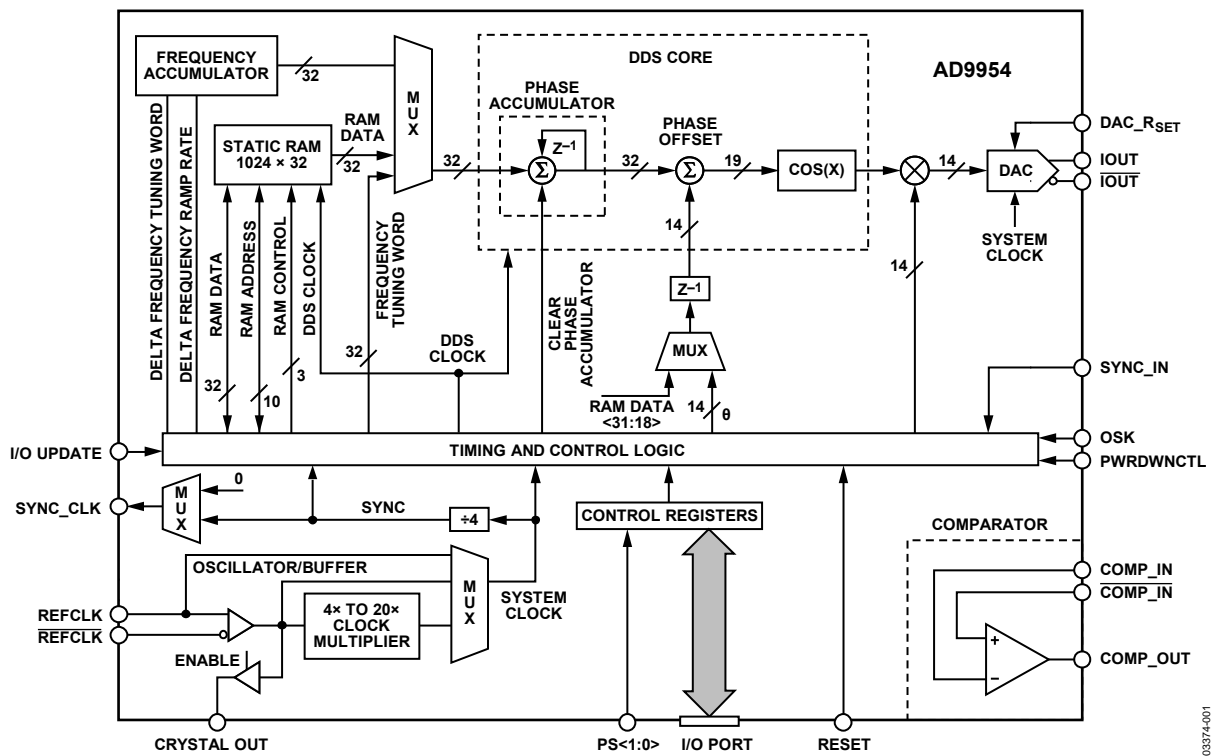 FREQUENCY
ACCUMULATOR
32
MUX
DDS CORE
AD9954
PHASE
ACCUMULATOR
Z–1
Σ
PHASE
OFFSET
STATIC RAM
1024 × 32
RAM
DATA
32
32
32
Σ
19
COS(X)
14
DAC
DAC_RSET
IOUT
IOUT
SYSTEM
CLOCK
DELTA FREQUENCY TUNING WORD
DELTA FREQUENCY RAMP RATE
RAM DATA
RAM ADDRESS
RAM CONTROL
DDS CLOCK
FREQUENCY
TUNING WORD
32
10
3
32
DDS
CLOCK
CLEAR
PHASE
ACCUMULATOR
14
Z–1
MUX
RAM DATA
<31:18>
14
θ
14
SYNC_IN
OSK
PWRDWNCTL
I/O UPDATE
TIMING AND CONTROL LOGIC
SYNC_CLK
MUX
0
SYNC
÷4
CONTROL REGISTERS
OSCILLATOR/BUFFER
REFCLK
REFCLK
4× TO 20×
CLOCK
MULTIPLIER
MUX
SYSTEM
CLOCK
ENABLE
COMPARATOR
COMP_IN
COMP_IN
+
–
COMP_OUT
CRYSTAL OUT
PS<1:0>
I/O PORT
RESET
03374-001